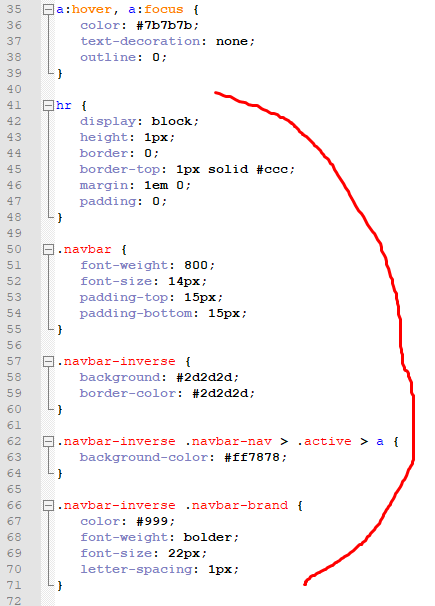 35 a:hover, a:focus {
36 color: #7b7b7b;
37 text-decoration: none;
38 outline: 0;
39 }
40
41 hr {
42 display: block;
43 height: 1px;
44 border: 0;
45 border-top: 1px solid #ccc;
46 margin: 1em 0;
47 padding: 0;
48 }
49
50 .navbar {
51 font-weight: 800;
52 font-size: 14px;
53 padding-top: 15px;
54 padding-bottom: 15px;
55 }
56
57 .navbar-inverse {
58 background: #2d2d2d;
59 border-color: #2d2d2d;
60 }
61
62 .navbar-inverse .navbar-nav > .active > a {
63 background-color: #ff7878;
64 }
65
66 .navbar-inverse .navbar-brand {
67 color: #999;
68 font-weight: bolder;
69 font-size: 22px;
70 letter-spacing: 1px;
71 }
72